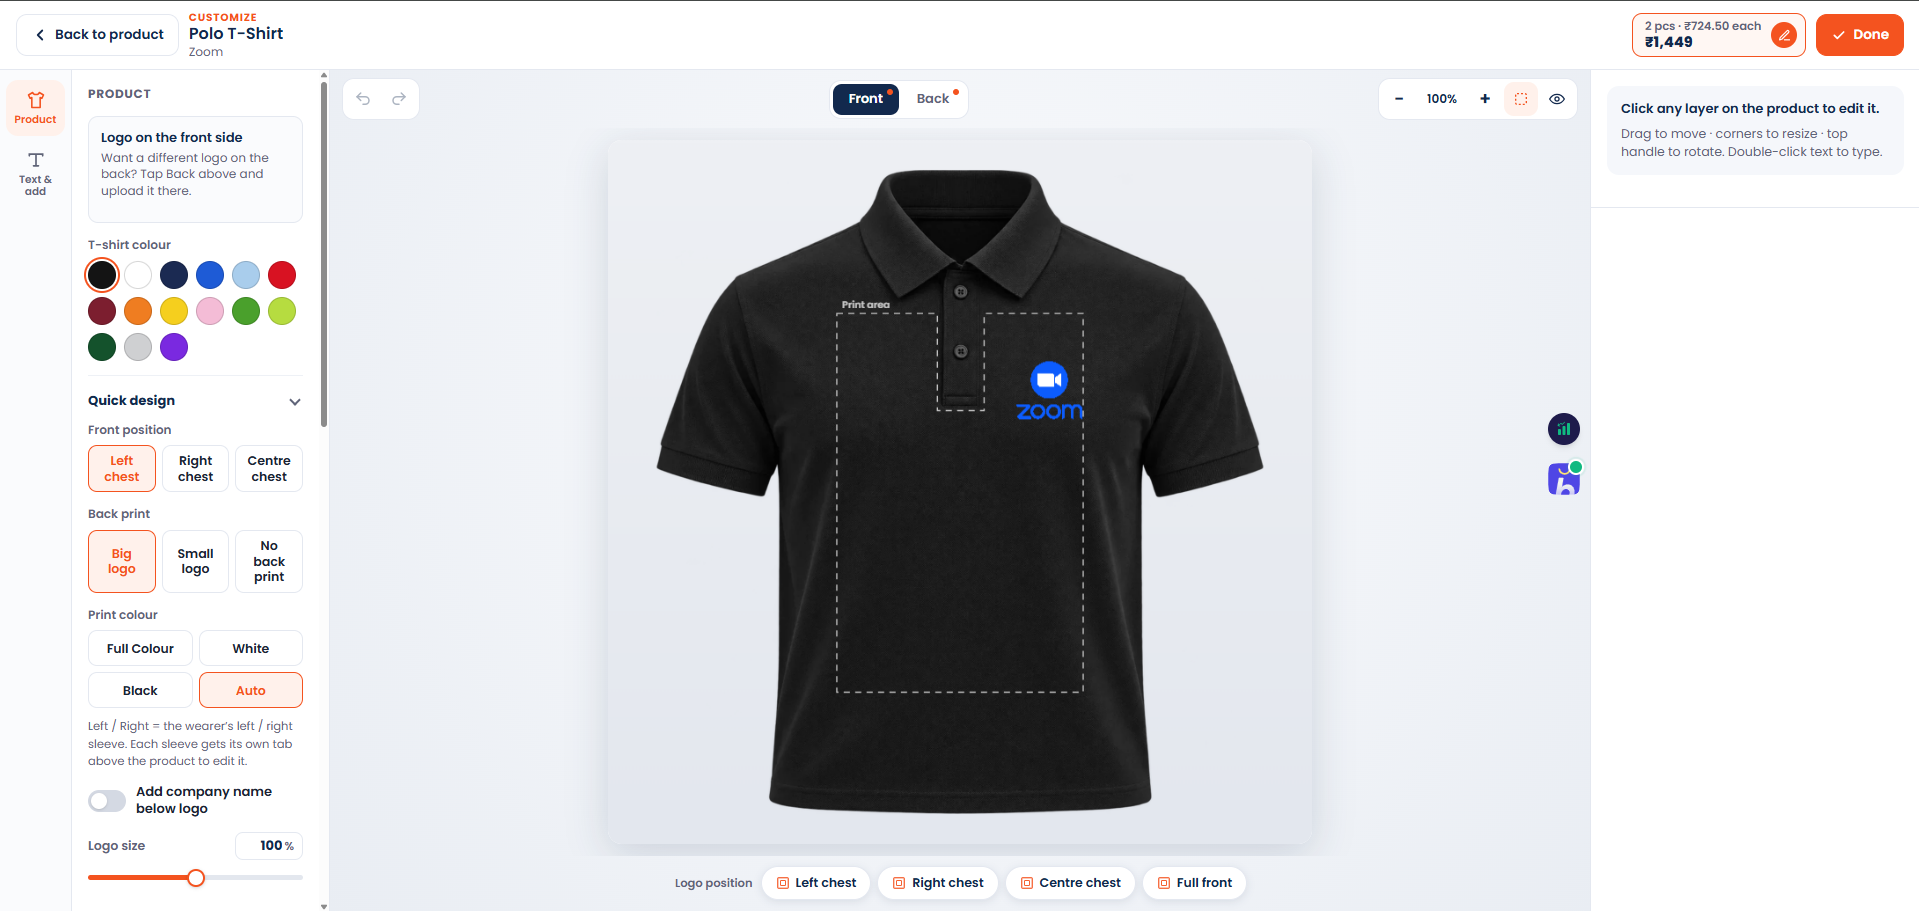 Back to product
CUSTOMIZE
Polo T-Shirt
Zoom
2 pcs · ₹724.50 each
₹1,449
Done
Product
Text &
add
PRODUCT
Logo on the front side
Want a different logo on the
back? Tap Back above and
upload it there.
T-shirt colour
Quick design
Front position
Left
chest
Right
chest
Centre
chest
Back print
Big
logo
Small
logo
No
back
print
Print colour
Full Colour
White
Black
Auto
Left / Right = the wearer's left / right
sleeve. Each sleeve gets its own tab
above the product to edit it.
Add company name
below logo
Logo size
100 %
Front
Back
100%
Print area
zoom
Logo position
Left chest
Right chest
Centre chest
Full front
Click any layer on the product to edit it.
Drag to move · corners to resize · top
handle to rotate. Double-click text to type.
b